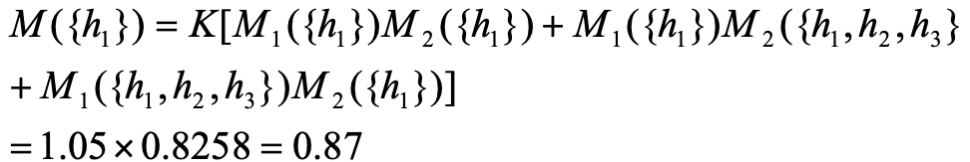 M({h₁}) = K[M₁({h₁})M₂({h₁}) + M₁({h₁})M₂({h₁,h₂,h₃}
+ M₁({h₁,h₂,h₃})M₂({h₁})]
= 1.05 × 0.8258 = 0.87